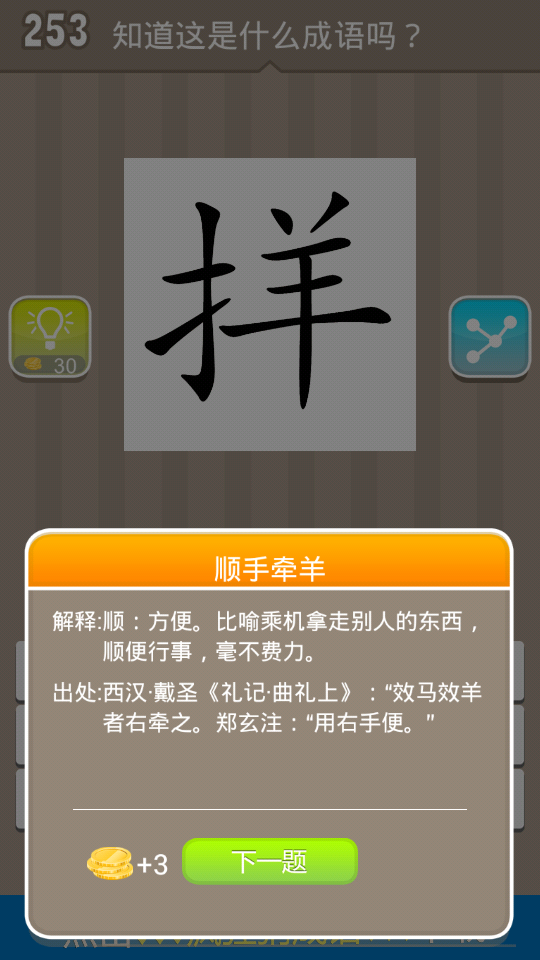 253 知道这是什么成语吗？
拝
30
顺手牵羊
解释:顺：方便。比喻乘机拿走别人的东西，
顺便行事，毫不费力。
出处:西汉·戴圣《礼记·曲礼上》：“效马效羊
者右牵之。郑玄注：“用右手便。”
+3 下一题